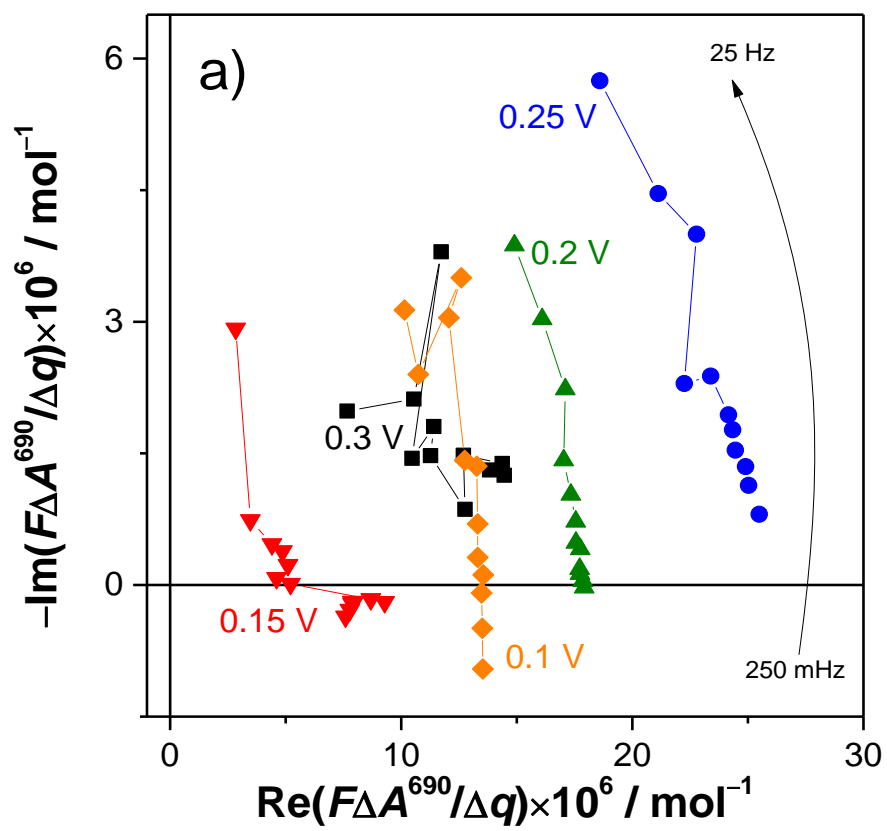 a)
25 Hz
0.25 V
0.2 V
0.3 V
0.15 V
0.1 V
250 mHz
6
3
0
0
10
20
30
–Im(FΔA⁶⁹⁰/Δq)×10⁶ / mol⁻¹
Re(FΔA⁶⁹⁰/Δq)×10⁶ / mol⁻¹